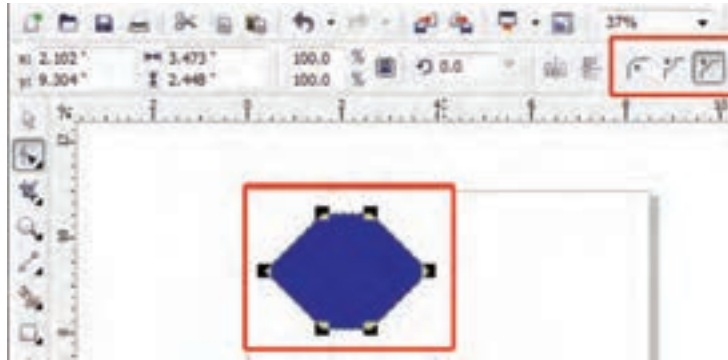 37%
x: 2.102 " 3.473 " 100.0 %
y: 9.304 " 2.448 " 100.0 %
0.0 °